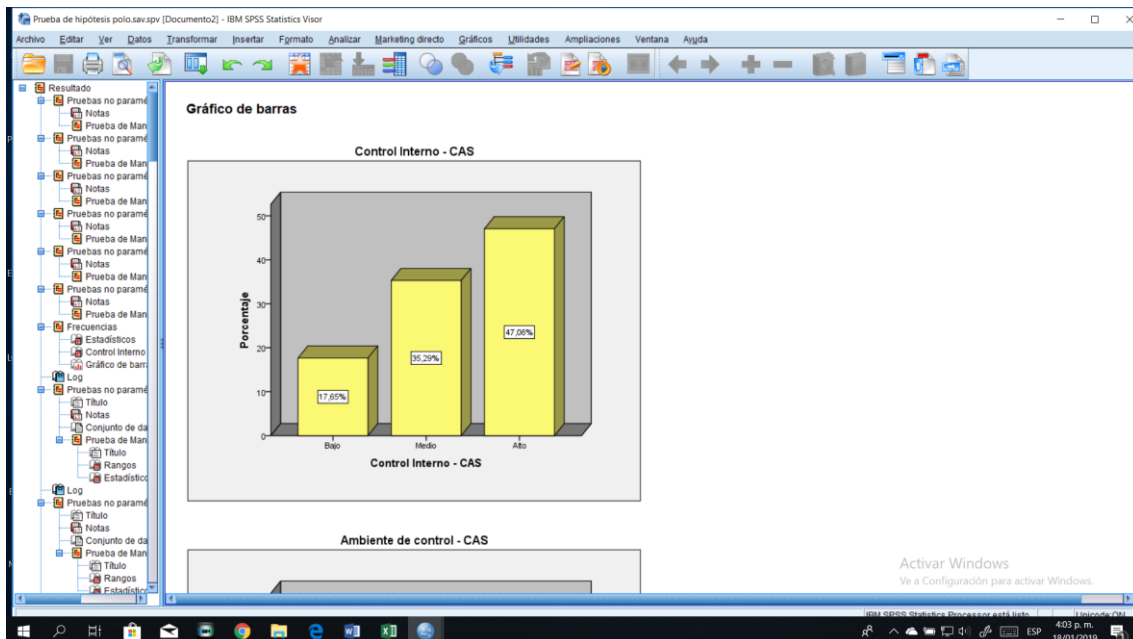 Prueba de hipótesis polo.sav.spv [Documento2] - IBM SPSS Statistics Visor
Archivo Editar Ver Datos Transformar Insertar Formato Analizar Marketing directo Gráficos Utilidades Ampliaciones Ventana Ayuda
Resultado
Pruebas no paramé
Notas
Prueba de Man
Pruebas no paramé
Notas
Prueba de Man
Pruebas no paramé
Notas
Prueba de Man
Pruebas no paramé
Notas
Prueba de Man
Pruebas no paramé
Notas
Prueba de Man
Pruebas no paramé
Notas
Prueba de Man
Frecuencias
Estadísticos
Control Interno
Gráfico de barr
Log
Pruebas no paramé
Título
Notas
Conjunto de da
Prueba de Man
Título
Rangos
Estadístico
Log
Pruebas no paramé
Título
Notas
Conjunto de da
Prueba de Man
Título
Rangos
Estadístic
Gráfico de barras
Control Interno - CAS
Porcentaje
50
40
30
20
10
0
17,65%
35,29%
47,06%
Bajo Medio Alto
Control Interno - CAS
Ambiente de control - CAS
Activar Windows
Ve a Configuración para activar Windows.
IBM SPSS Statistics Processor está listo Unicode:ON
ESP
4:03 p. m.
18/01/2019